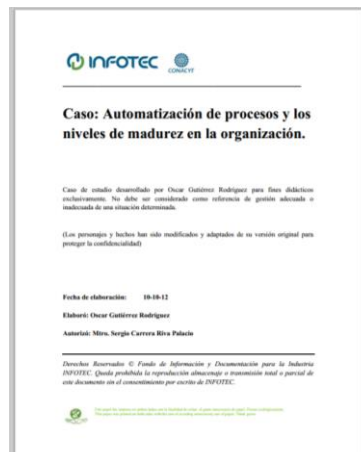 INFOTEC
CONACYT
Caso: Automatización de procesos y los
niveles de madurez en la organización.
Caso de estudio desarrollado por Oscar Gutiérrez Rodríguez para fines didácticos
exclusivamente. No debe ser considerado como referencia de gestión adecuada o
inadecuada de una situación determinada.
(Los personajes y hechos han sido modificados y adaptados de su versión original para
proteger la confidencialidad)
Fecha de elaboración: 10-10-12
Elaboró: Oscar Gutiérrez Rodríguez
Autorizó: Mtro. Sergio Carrera Riva Palacio
Derechos Reservados © Fondo de Información y Documentación para la Industria
INFOTEC. Queda prohibida la reproducción almacenaje o transmisión total o parcial de
este documento sin el consentimiento por escrito de INFOTEC.